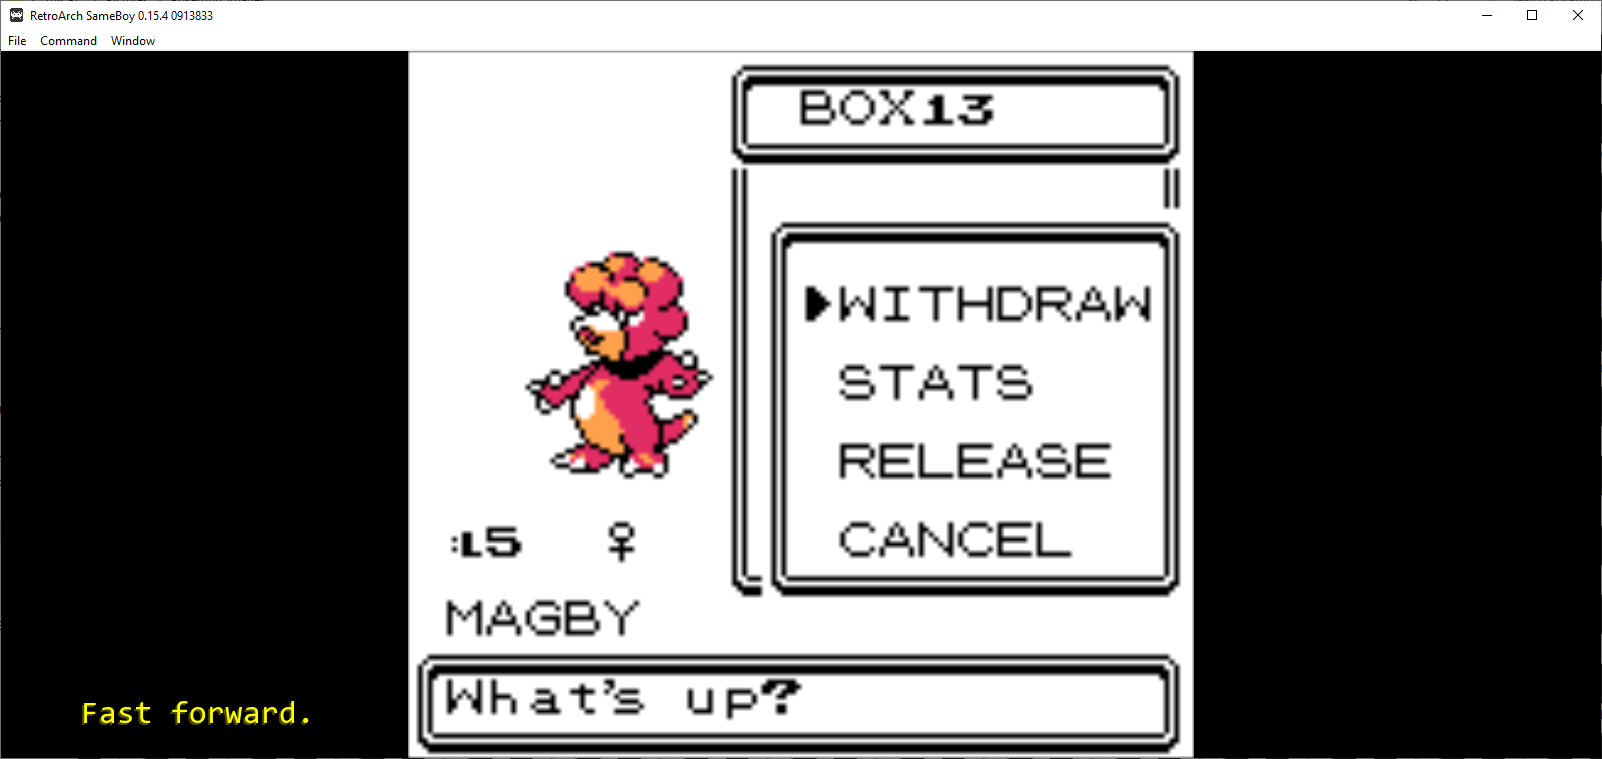 RetroArch SameBoy 0.15.4 0913833
File Command Window
BOX13
▶WITHDRAW
STATS
RELEASE
CANCEL
:L5 ♀
MAGBY
What's up?
Fast forward.